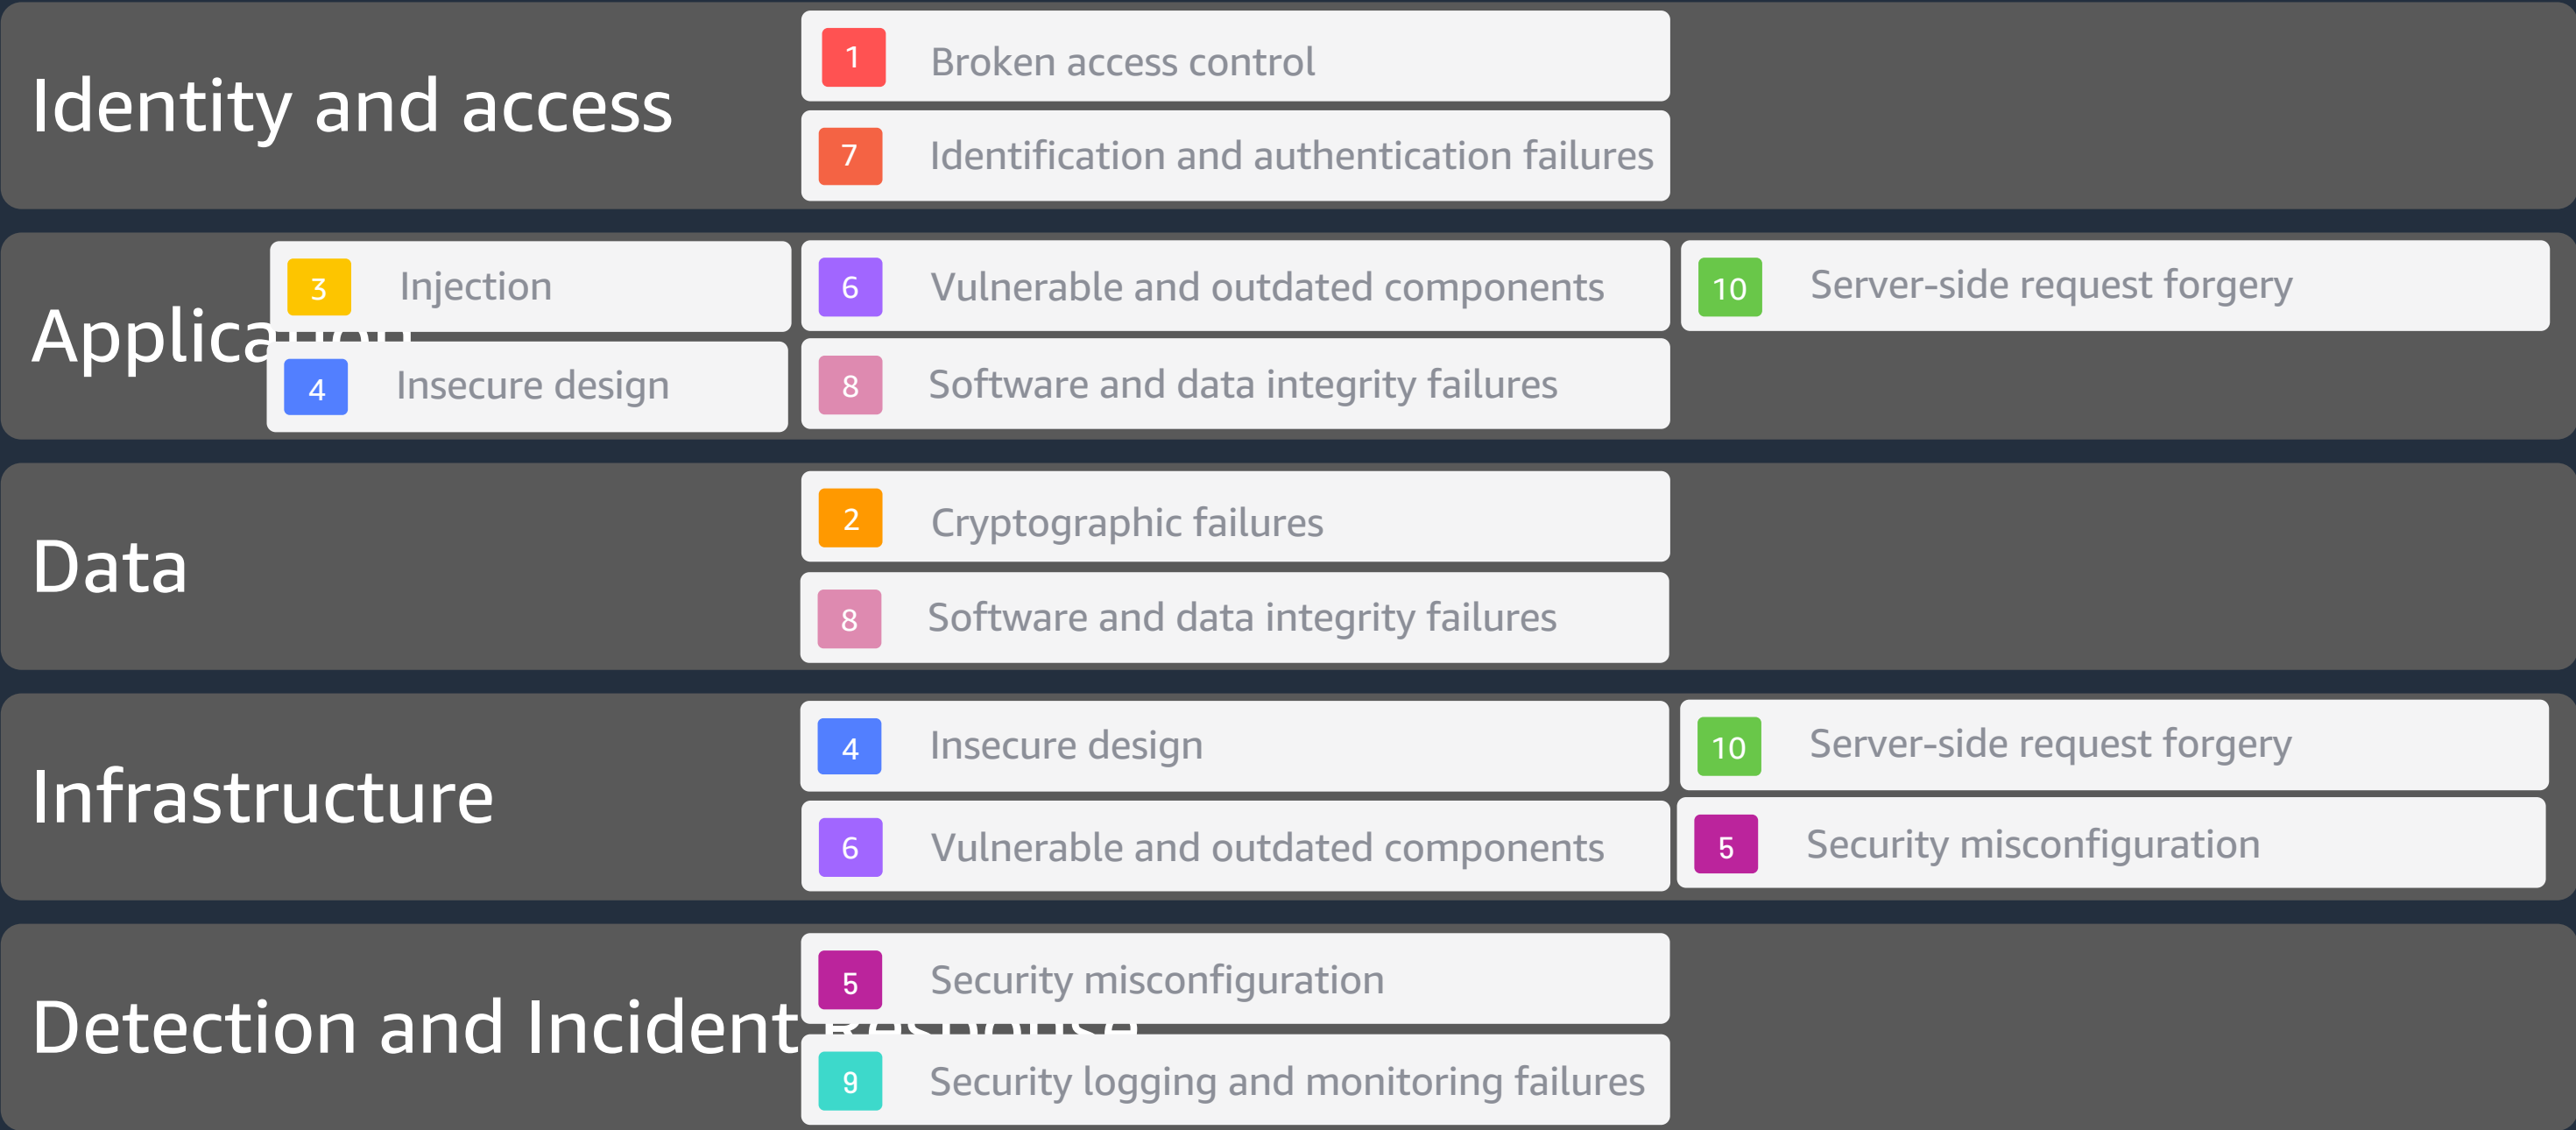 Identity and access
1 Broken access control
7 Identification and authentication failures
Application
3 Injection
6 Vulnerable and outdated components
10 Server-side request forgery
4 Insecure design
8 Software and data integrity failures
Data
2 Cryptographic failures
8 Software and data integrity failures
Infrastructure
4 Insecure design
10 Server-side request forgery
6 Vulnerable and outdated components
5 Security misconfiguration
Detection and Incident Response
5 Security misconfiguration
9 Security logging and monitoring failures